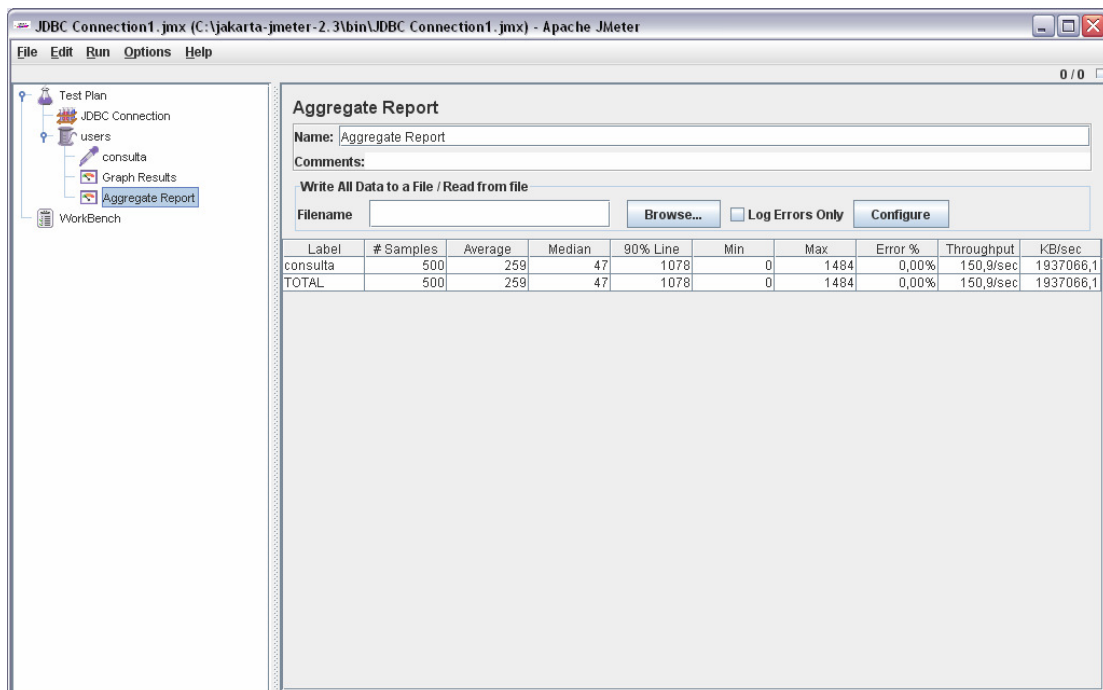 JDBC Connection1.jmx (C:\jakarta-jmeter-2.3\bin\JDBC Connection1.jmx) - Apache JMeter
File Edit Run Options Help
0 / 0
Test Plan
JDBC Connection
users
consulta
Graph Results
Aggregate Report
WorkBench
Aggregate Report
Name: Aggregate Report
Comments:
Write All Data to a File / Read from file
Filename Browse... Log Errors Only Configure
Label # Samples Average Median 90% Line Min Max Error % Throughput KB/sec
consulta 500 259 47 1078 0 1484 0,00% 150,9/sec 1937066,1
TOTAL 500 259 47 1078 0 1484 0,00% 150,9/sec 1937066,1